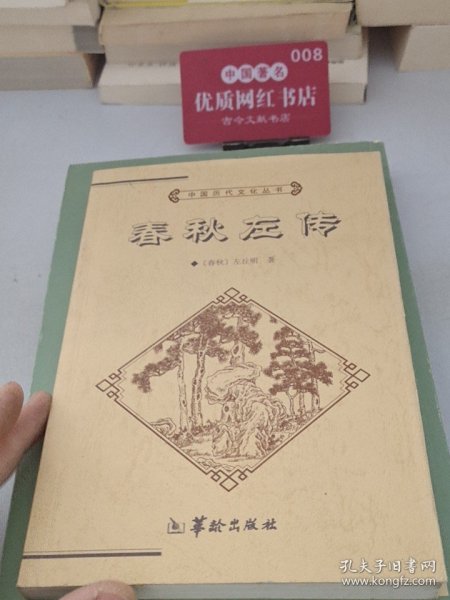 008
中国著名
优质网红书店
古今文献书店
中国历代文化丛书
春秋左传
◆（春秋）左丘明 著
华龄出版社
孔夫子旧书网
www.kongfz.com